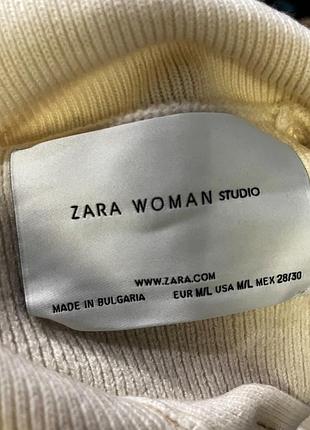 ZARA WOMAN STUDIO
WWW.ZARA.COM
MADE IN BULGARIA
EUR M/L USA M/L MEX 28/30